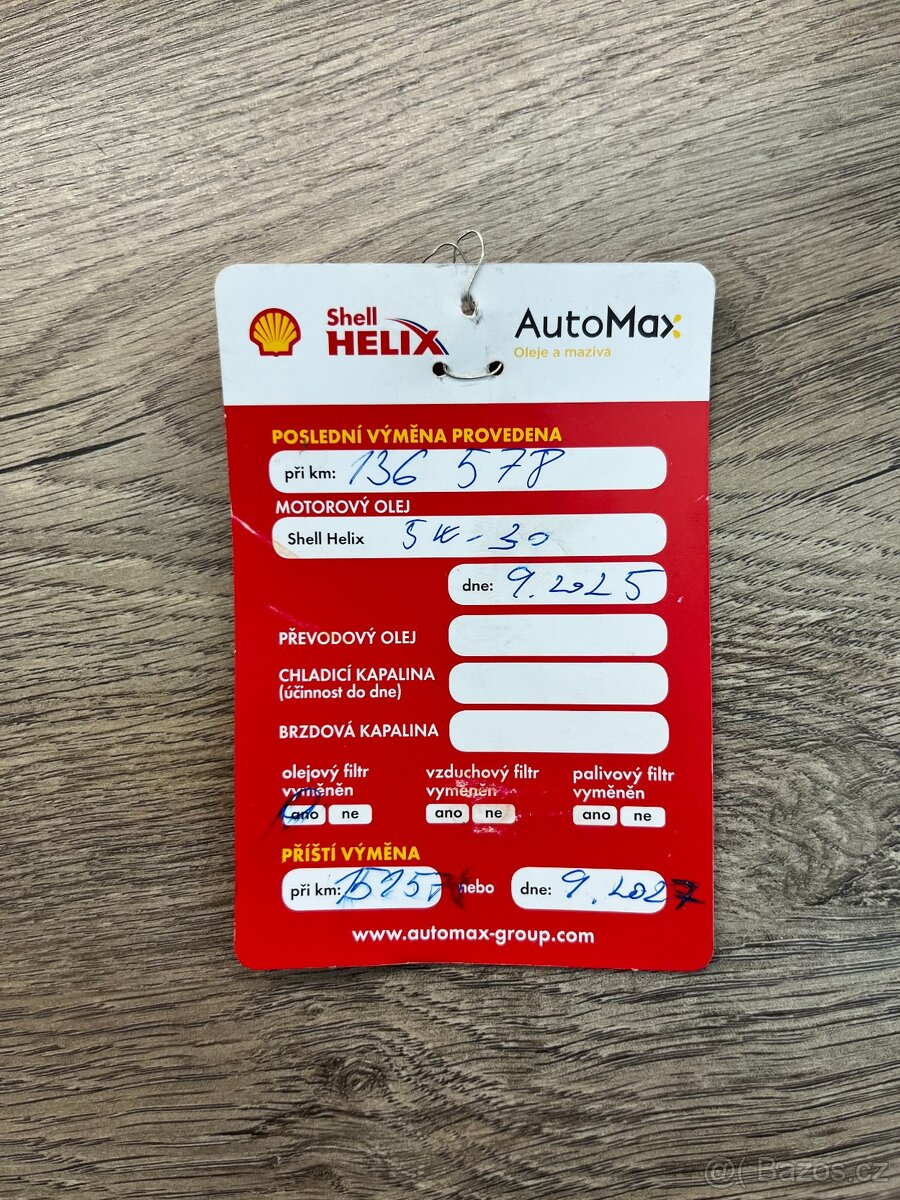 Shell
HELIX
AutoMax
Oleje a maziva
POSLEDNÍ VÝMĚNA PROVEDENA
při km: 136 578
MOTOROVÝ OLEJ
Shell Helix 5W-30
dne: 9.2025
PŘEVODOVÝ OLEJ
CHLADICÍ KAPALINA
(účinnost do dne)
BRZDOVÁ KAPALINA
olejový filtr
vyměněn
ano ne
vzduchový filtr
vyměněn
ano ne
palivový filtr
vyměněn
ano ne
PŘÍŠTÍ VÝMĚNA
při km: nebo dne: 9.2027
www.automax-group.com
@( Bazos.cz